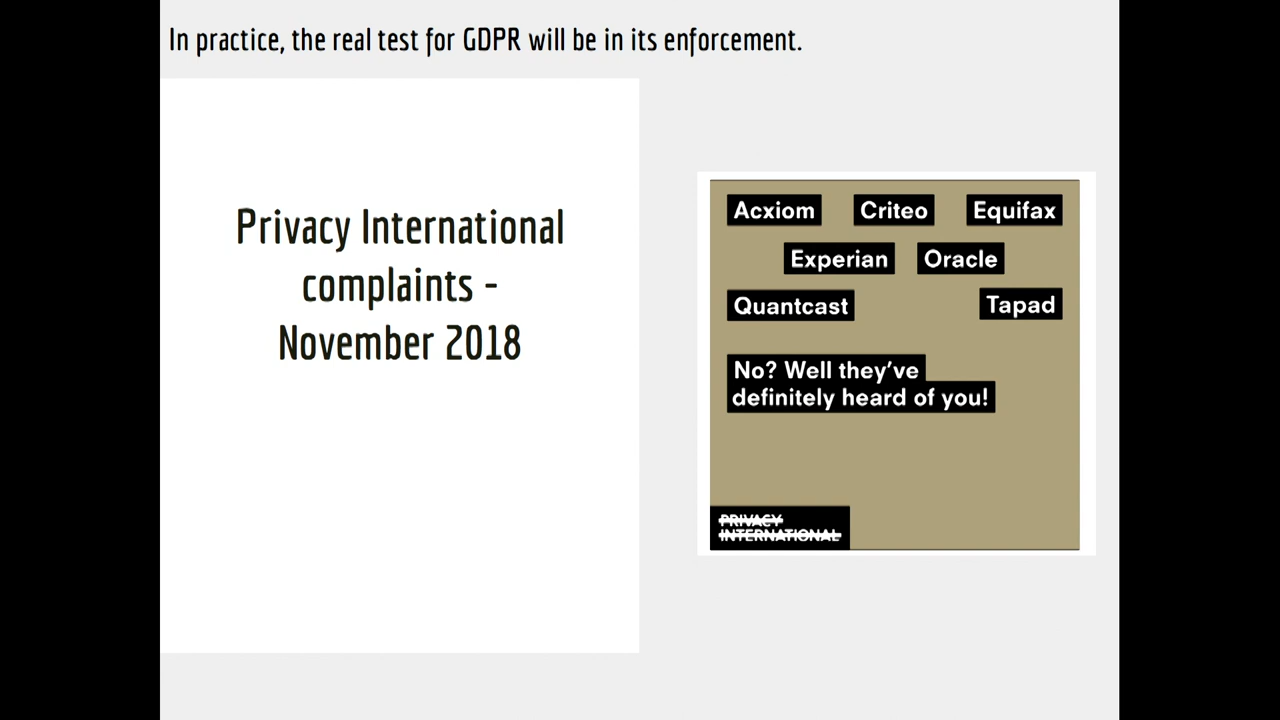 In practice, the real test for GDPR will be in its enforcement.
Privacy International
complaints -
November 2018
Acxiom Criteo Equifax
Experian Oracle
Quantcast Tapad
No? Well they've
definitely heard of you!
PRIVACY
INTERNATIONAL